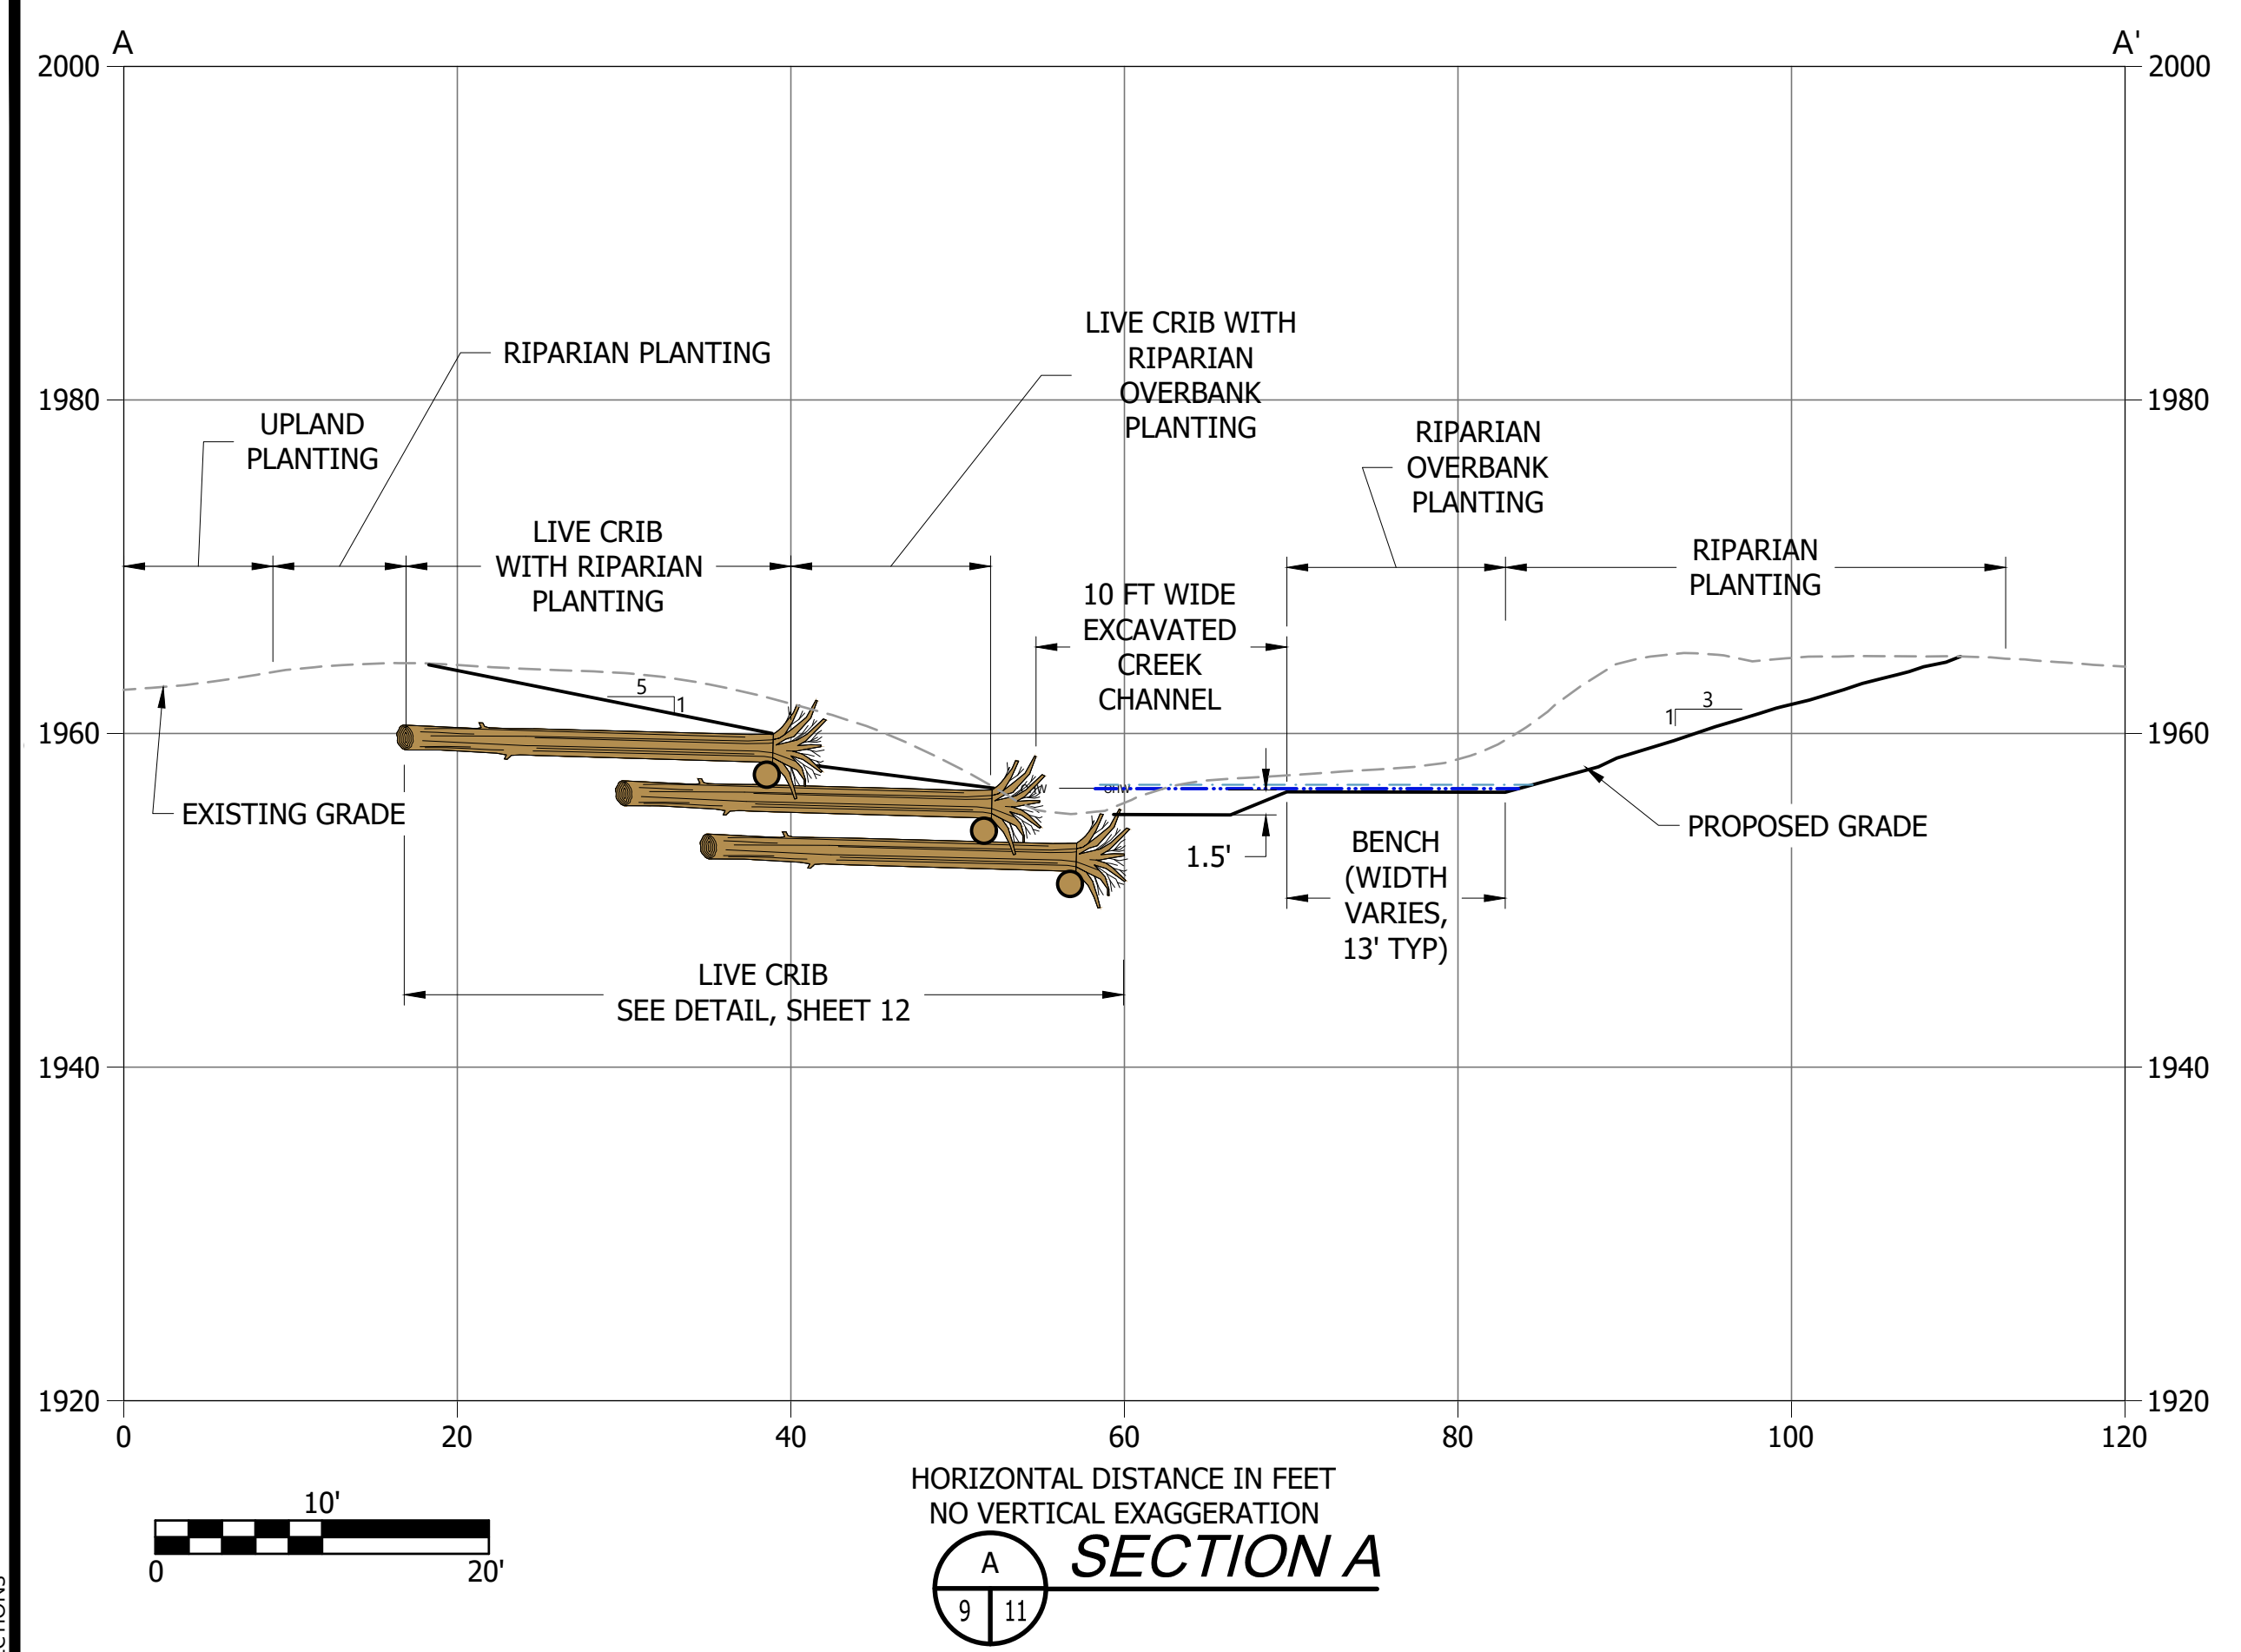 A
A'
2000
2000
LIVE CRIB WITH
RIPARIAN
OVERBANK
PLANTING
RIPARIAN PLANTING
1980
1980
UPLAND
PLANTING
RIPARIAN
OVERBANK
PLANTING
LIVE CRIB
WITH RIPARIAN
PLANTING
RIPARIAN
PLANTING
10 FT WIDE
EXCAVATED
CREEK
CHANNEL
5
1
3
1
1960
1960
OHW
OHW
EXISTING GRADE
PROPOSED GRADE
1.5'
BENCH
(WIDTH
VARIES,
13' TYP)
LIVE CRIB
SEE DETAIL, SHEET 12
1940
1940
1920
1920
0
20
40
60
80
100
120
HORIZONTAL DISTANCE IN FEET
NO VERTICAL EXAGGERATION
10'
0
20'
A
9
11
SECTION A